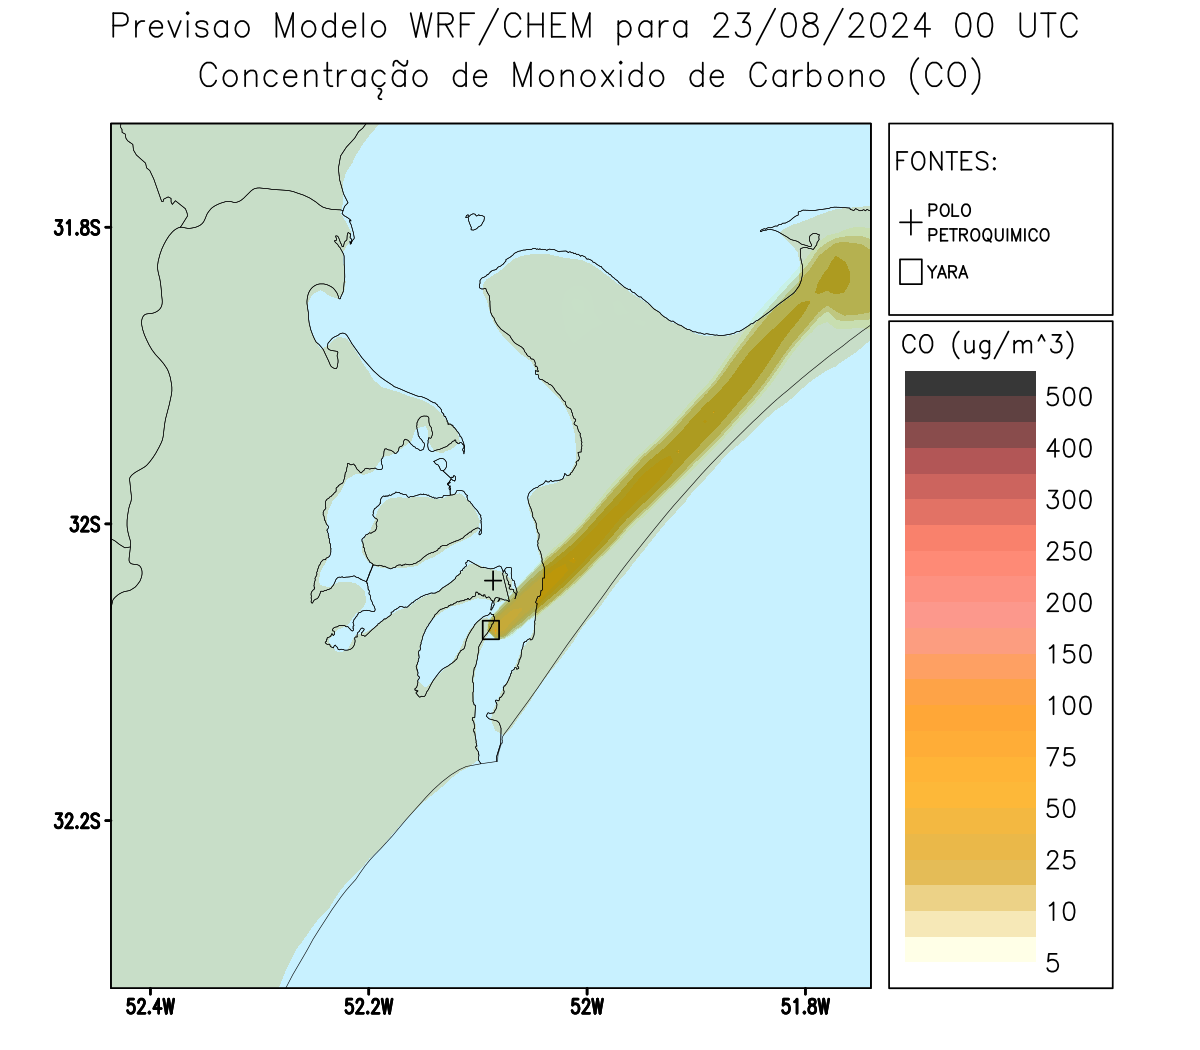 Previsao Modelo WRF/CHEM para 23/08/2024 00 UTC
Concentração de Monoxido de Carbono (CO)
FONTES:
POLO
PETROQUIMICO
YARA
CO (ug/m^3)
500
400
300
250
200
150
100
75
50
25
10
5
31.8S
32S
32.2S
52.4W
52.2W
52W
51.8W